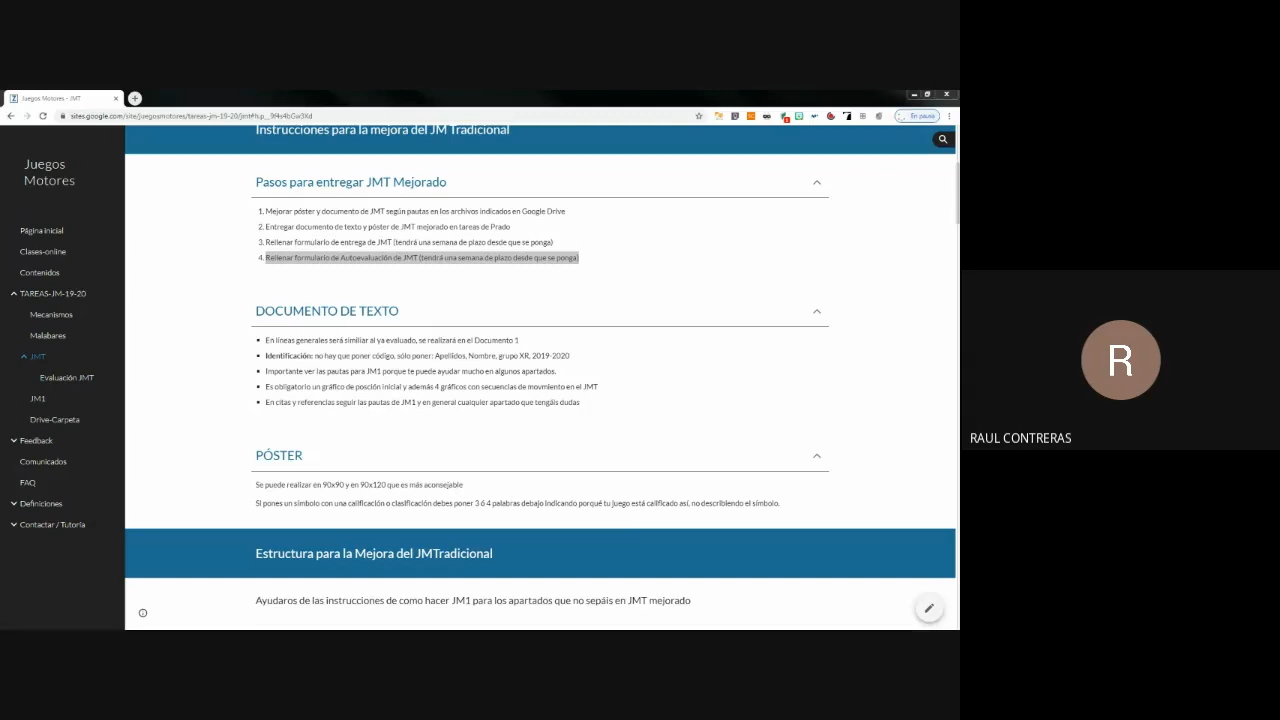 Juegos Motores - JMT
sites.google.com/site/juegosmotores/tareas-jm-19-20/jmt
En pausa
Juegos
Motores
Página inicial
Clases-online
Contenidos
TAREAS-JM-19-20
Mecanismos
Malabares
JMT
Evaluación JMT
JM1
Drive-Carpeta
Feedback
Comunicados
FAQ
Definiciones
Contactar / Tutoría
Instrucciones para la mejora del JM Tradicional
Pasos para entregar JMT Mejorado
1. Mejorar póster y documento de JMT según pautas en los archivos indicados en Google Drive
2. Entregar documento de texto y póster de JMT mejorado en tareas de Prado
3. Rellenar formulario de entrega de JMT (tendrá una semana de plazo desde que se ponga)
4. Rellenar formulario de Autoevaluación de JMT (tendrá una semana de plazo desde que se ponga)
DOCUMENTO DE TEXTO
En líneas generales será similiar al ya evaluado, se realizará en el Documento 1
Identificación: no hay que poner código, sólo poner: Apellidos, Nombre, grupo XR, 2019-2020
Importante ver las pautas para JM1 porque te puede ayudar mucho en algunos apartados.
Es obligatorio un gráfico de posción inicial y además 4 gráficos con secuencias de movmiento en el JMT
En citas y referencias seguir las pautas de JM1 y en general cualquier apartado que tengáis dudas
PÓSTER
Se puede realizar en 90x90 y en 90x120 que es más aconsejable
Si pones un símbolo con una calificación o clasificación debes poner 3 ó 4 palabras debajo indicando porqué tu juego está calificado así, no describiendo el símbolo.
Estructura para la Mejora del JMTradicional
Ayudaros de las instrucciones de como hacer JM1 para los apartados que no sepáis en JMT mejorado
R
RAUL CONTRERAS